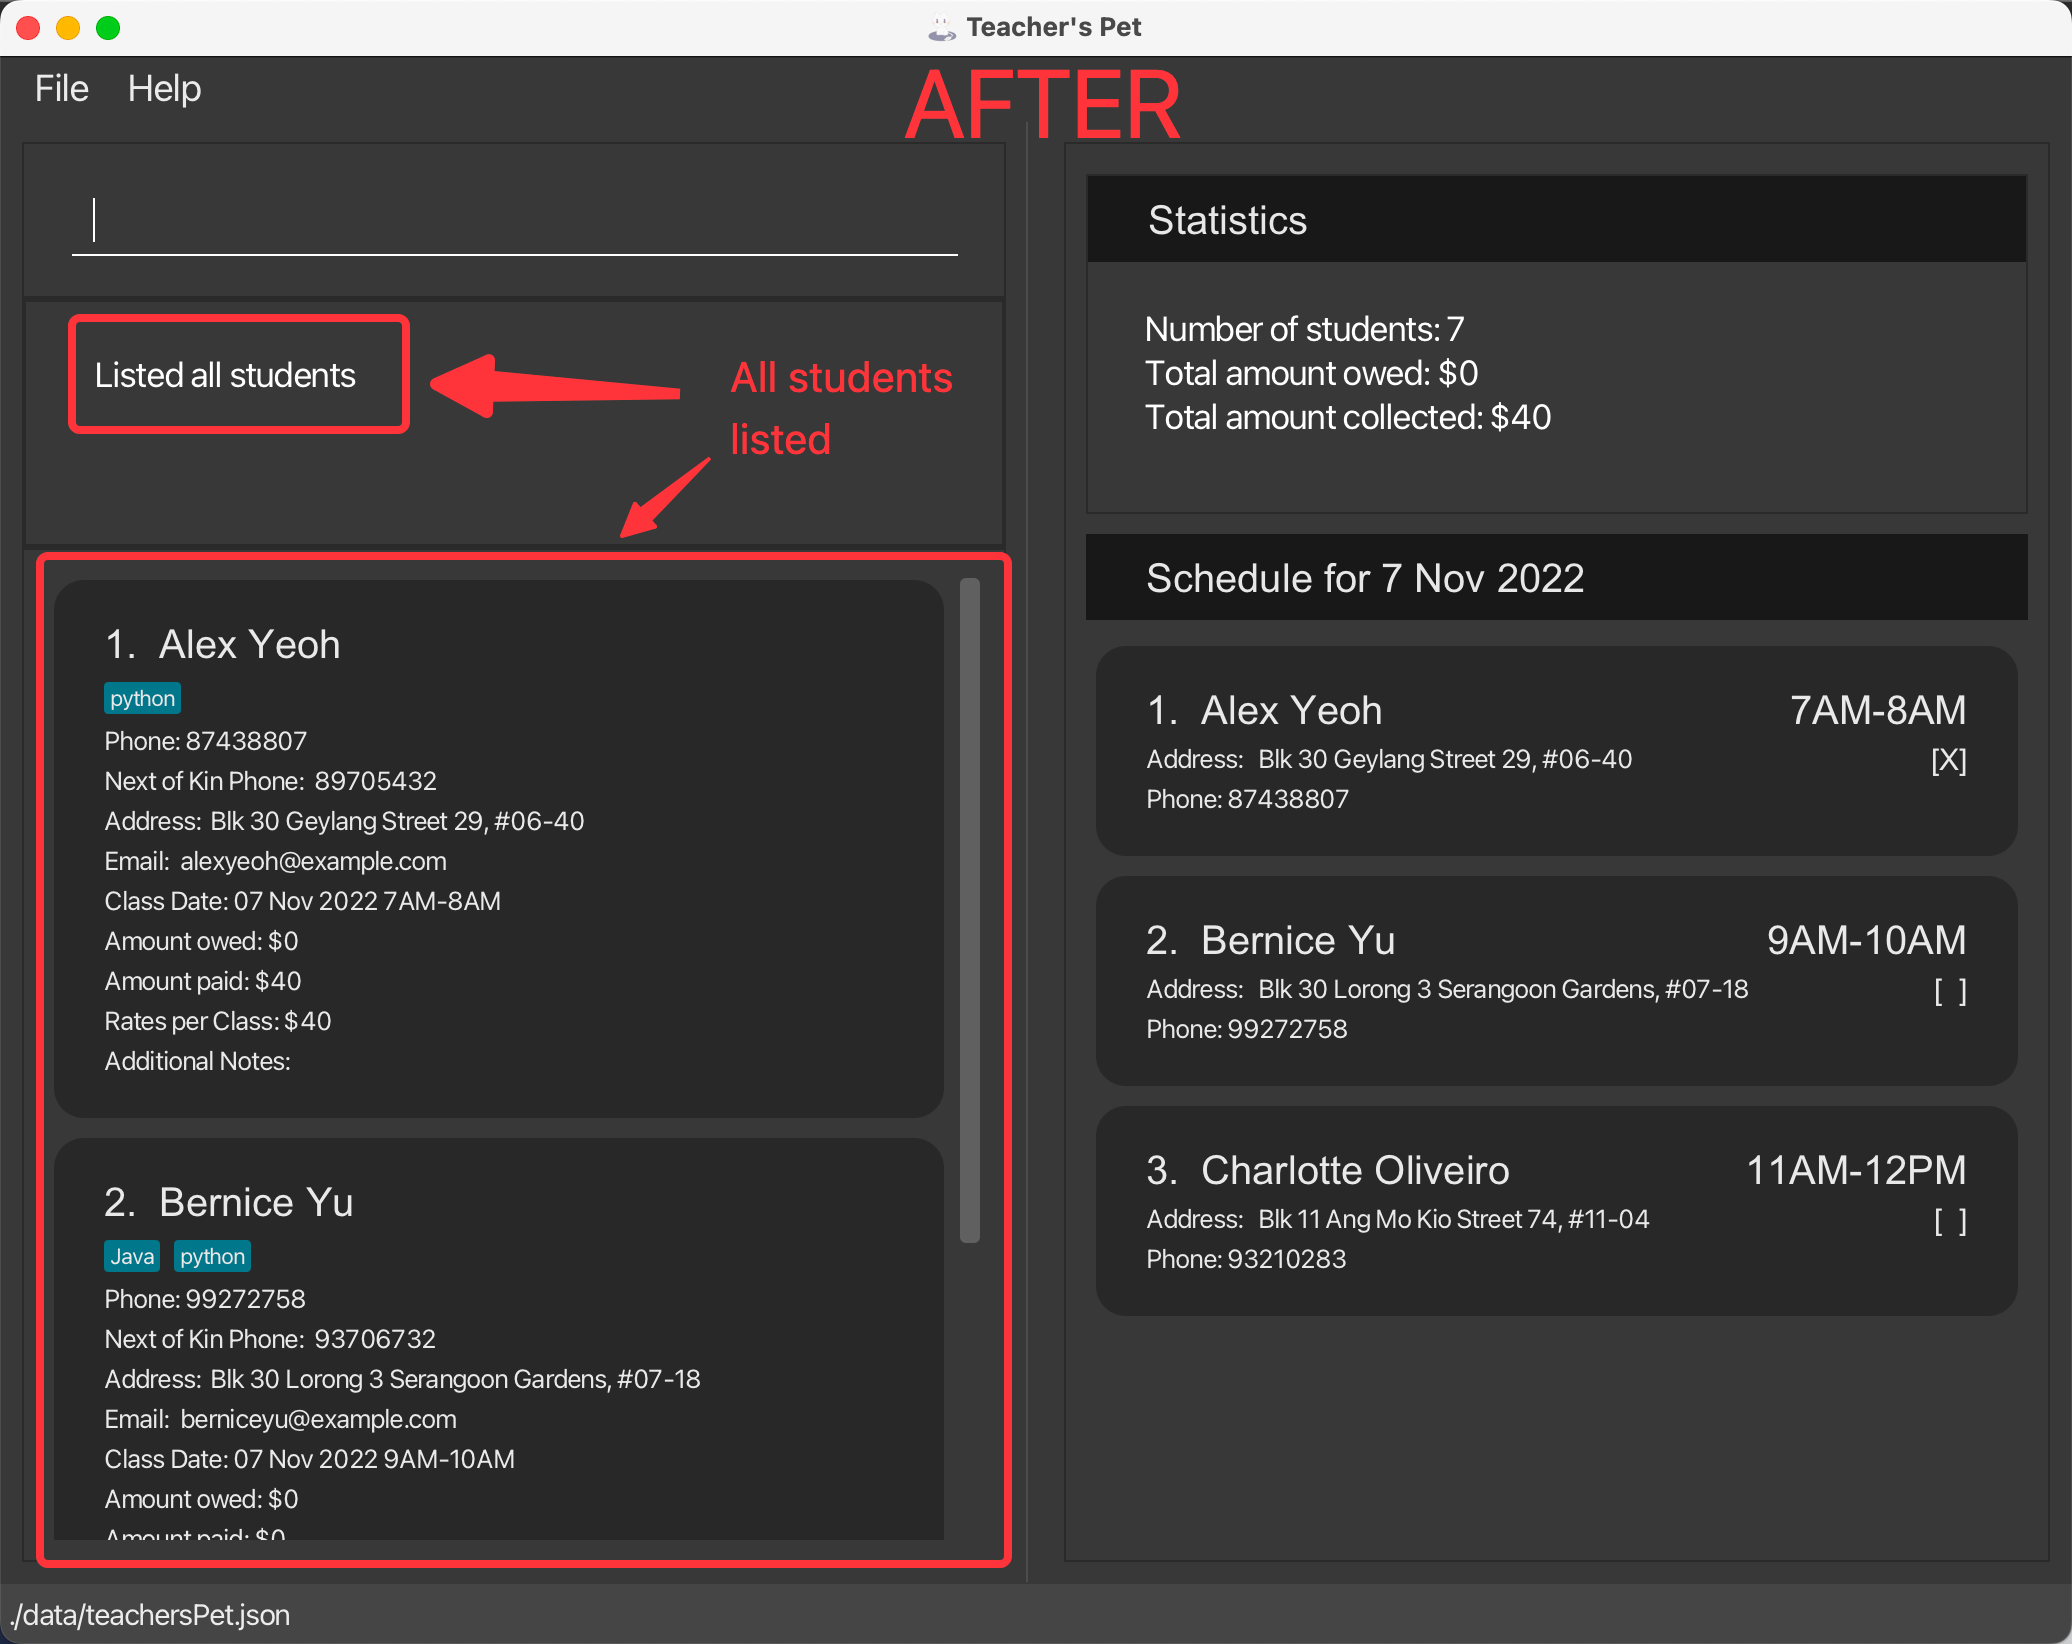 Teacher's Pet
File Help
AFTER
Listed all students
All students
listed
1. Alex Yeoh
python
Phone: 87438807
Next of Kin Phone: 89705432
Address: Blk 30 Geylang Street 29, #06-40
Email: alexyeoh@example.com
Class Date: 07 Nov 2022 7AM-8AM
Amount owed: $0
Amount paid: $40
Rates per Class: $40
Additional Notes:
2. Bernice Yu
Java python
Phone: 99272758
Next of Kin Phone: 93706732
Address: Blk 30 Lorong 3 Serangoon Gardens, #07-18
Email: berniceyu@example.com
Class Date: 07 Nov 2022 9AM-10AM
Amount owed: $0
Amount paid: $0
Statistics
Number of students: 7
Total amount owed: $0
Total amount collected: $40
Schedule for 7 Nov 2022
1. Alex Yeoh 7AM-8AM
Address: Blk 30 Geylang Street 29, #06-40 [X]
Phone: 87438807
2. Bernice Yu 9AM-10AM
Address: Blk 30 Lorong 3 Serangoon Gardens, #07-18 [ ]
Phone: 99272758
3. Charlotte Oliveiro 11AM-12PM
Address: Blk 11 Ang Mo Kio Street 74, #11-04 [ ]
Phone: 93210283
./data/teachersPet.json